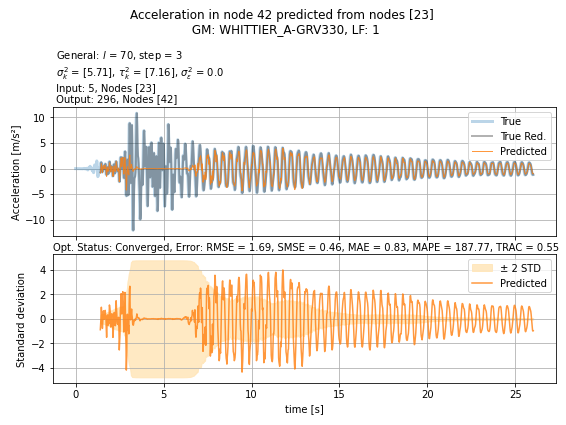 Acceleration in node 42 predicted from nodes [23]
GM: WHITTIER_A-GRV330, LF: 1
General: l = 70, step = 3
σ²ₖ = [5.71], τ²ₖ = [7.16], σ²ε = 0.0
Input: 5, Nodes [23]
Output: 296, Nodes [42]
Acceleration [m/s²]
10
5
0
−5
−10
True
True Red.
Predicted
Opt. Status: Converged, Error: RMSE = 1.69, SMSE = 0.46, MAE = 0.83, MAPE = 187.77, TRAC = 0.55
Standard deviation
4
2
0
−2
−4
± 2 STD
Predicted
0 5 10 15 20 25
time [s]